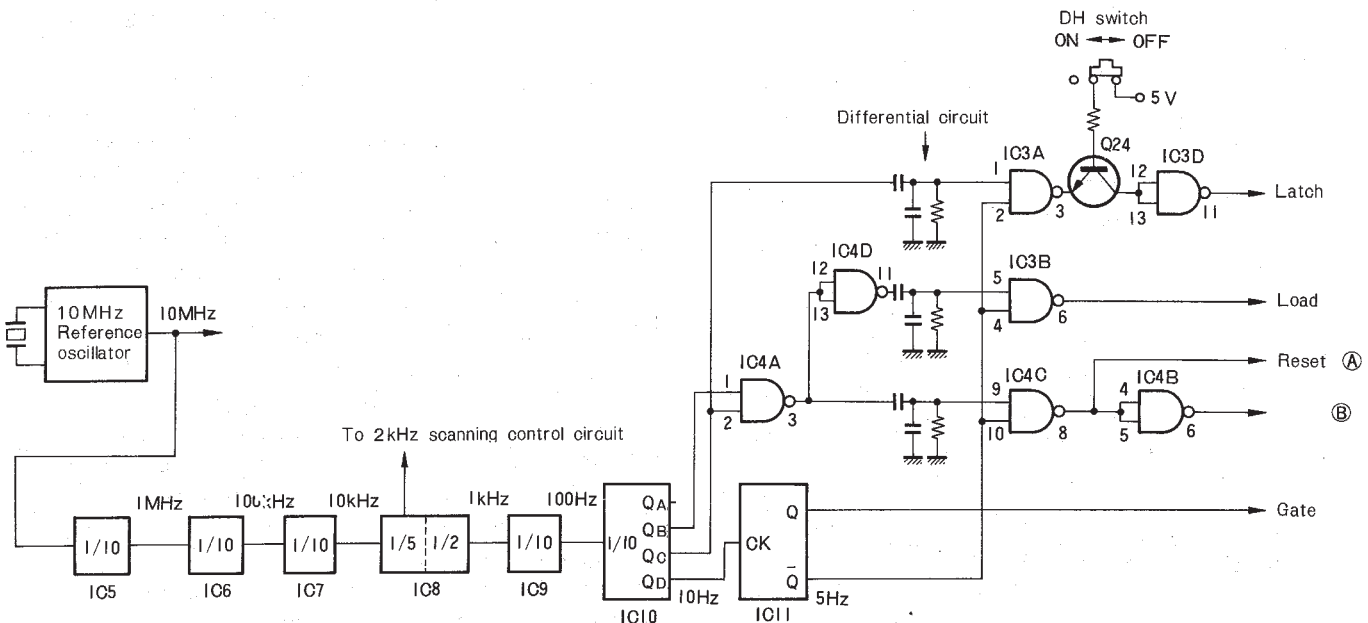 DH switch
ON ↔ OFF
5V
Differential circuit
Q24
IC3A
1
2
3
IC3D
12
13
11
Latch
IC4D
12
13
11
IC3B
5
4
6
Load
10MHz
Reference
oscillator
10MHz
IC4A
1
2
3
IC4C
9
10
8
Reset Ⓐ
IC4B
4
5
6
Ⓑ
To 2kHz scanning control circuit
1MHz
100kHz
10kHz
1kHz
100Hz
1/10
IC5
1/10
IC6
1/10
IC7
1/5
1/2
IC8
1/10
IC9
1/10
QA
QB
QC
QD
IC10
10Hz
CK
Q
Q̄
IC11
5Hz
Gate